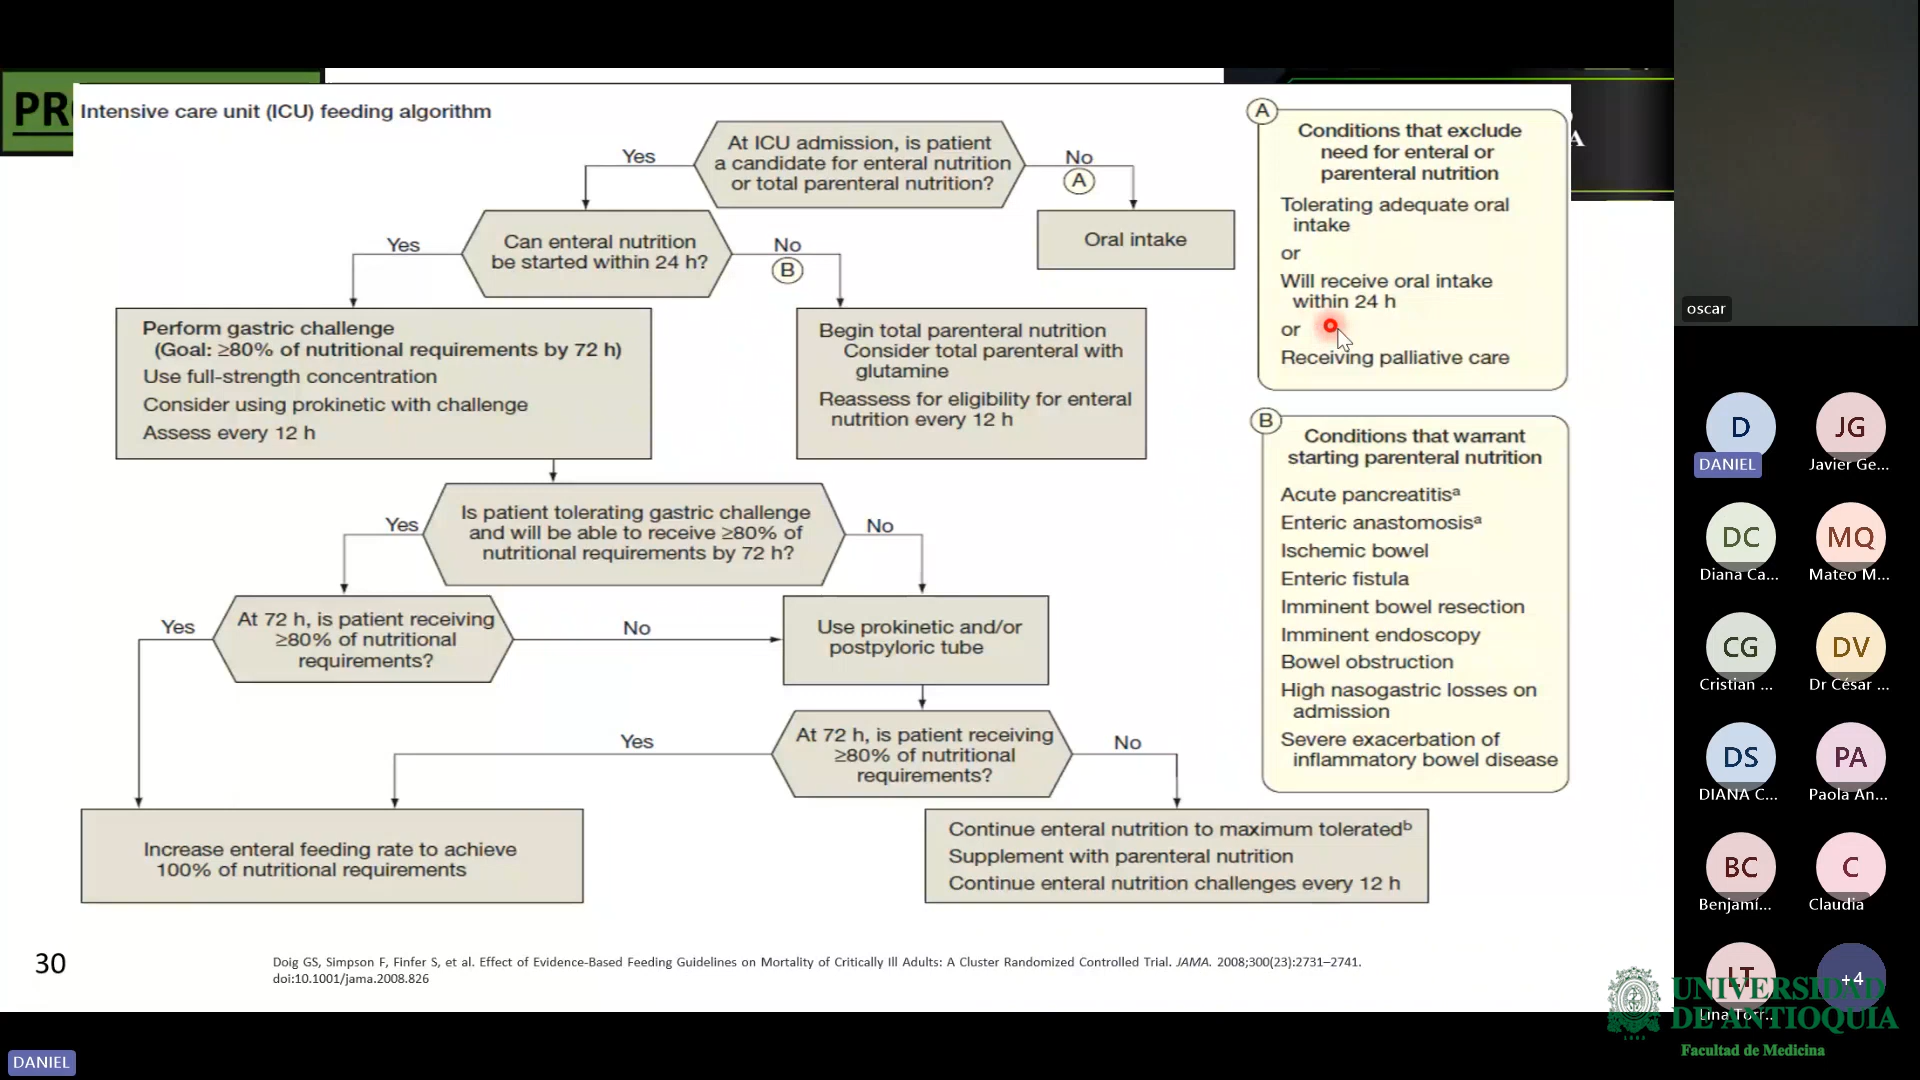 PR
Intensive care unit (ICU) feeding algorithm
At ICU admission, is patient
a candidate for enteral nutrition
or total parenteral nutrition?
Yes
No
A
Oral intake
Can enteral nutrition
be started within 24 h?
Yes
No
B
Perform gastric challenge
(Goal: ≥80% of nutritional requirements by 72 h)
Use full-strength concentration
Consider using prokinetic with challenge
Assess every 12 h
Begin total parenteral nutrition
Consider total parenteral with
glutamine
Reassess for eligibility for enteral
nutrition every 12 h
Is patient tolerating gastric challenge
and will be able to receive ≥80% of
nutritional requirements by 72 h?
Yes
No
At 72 h, is patient receiving
≥80% of nutritional
requirements?
Yes
No
Use prokinetic and/or
postpyloric tube
At 72 h, is patient receiving
≥80% of nutritional
requirements?
Yes
No
Increase enteral feeding rate to achieve
100% of nutritional requirements
Continue enteral nutrition to maximum toleratedᵇ
Supplement with parenteral nutrition
Continue enteral nutrition challenges every 12 h
A
Conditions that exclude
need for enteral or
parenteral nutrition
Tolerating adequate oral
intake
or
Will receive oral intake
within 24 h
or
Receiving palliative care
B
Conditions that warrant
starting parenteral nutrition
Acute pancreatitisᵃ
Enteric anastomosisᵃ
Ischemic bowel
Enteric fistula
Imminent bowel resection
Imminent endoscopy
Bowel obstruction
High nasogastric losses on
admission
Severe exacerbation of
inflammatory bowel disease
A
30
Doig GS, Simpson F, Finfer S, et al. Effect of Evidence-Based Feeding Guidelines on Mortality of Critically Ill Adults: A Cluster Randomized Controlled Trial. JAMA. 2008;300(23):2731–2741.
doi:10.1001/jama.2008.826
oscar
D
DANIEL
JG
Javier Ge...
DC
Diana Ca...
MQ
Mateo M...
CG
Cristian ...
DV
Dr César ...
DS
DIANA C...
PA
Paola An...
BC
Benjamí...
C
Claudia
LT
Lina Torr...
+4
UNIVERSIDAD
DE ANTIOQUIA
1803
Facultad de Medicina
DANIEL